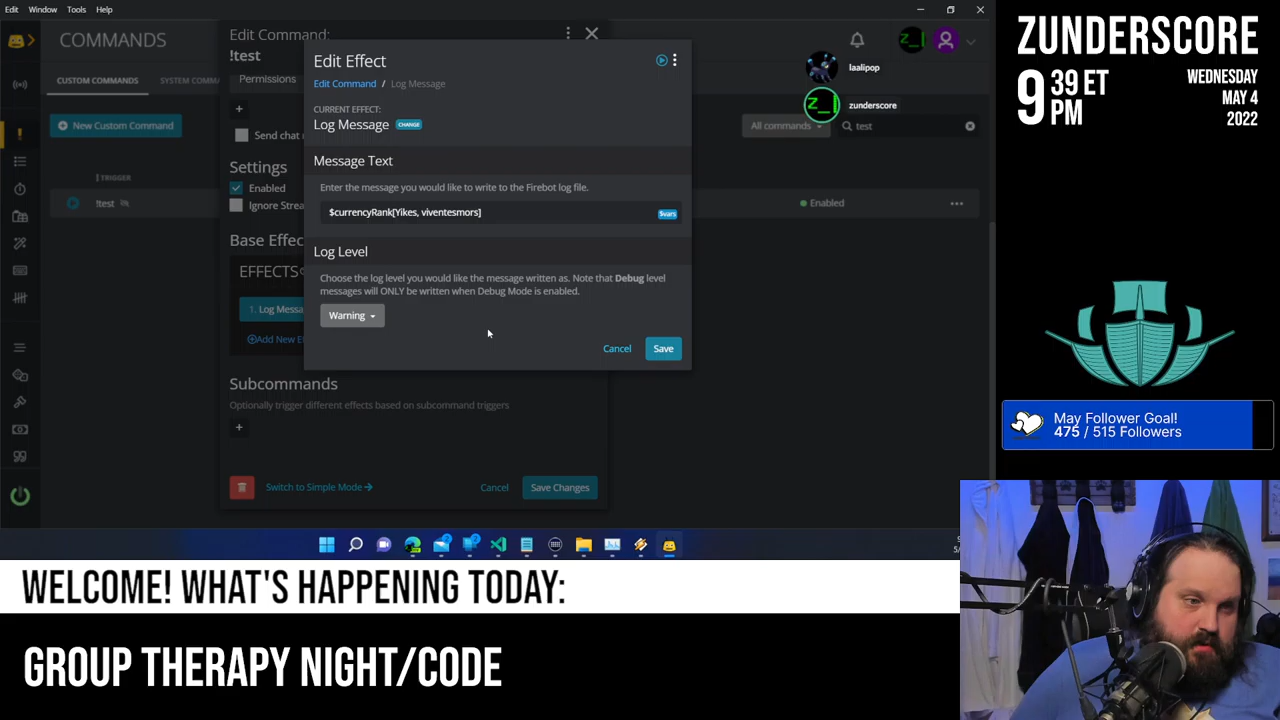 Edit Window Tools Help
COMMANDS
CUSTOM COMMANDS SYSTEM
New Custom Command
All commands
test
TRIGGER
!test
Enabled
Edit Command:
!test
Permissions
Send chat
Settings
Enabled
Ignore
Base
EFFECTS
1. Log
Add New
Subcommands
Optionally trigger different effects based on subcommand triggers
Switch to Simple Mode
Cancel
Save Changes
Edit Effect
Edit Command / Log Message
CURRENT EFFECT:
Log Message CHANGE
Message Text
Enter the message you would like to write to the Firebot log file.
$currencyRank[Yikes, viventesmors]
$vars
Log Level
Choose the log level you would like the message written as. Note that Debug level
messages will ONLY be written when Debug Mode is enabled.
Warning
Cancel
Save
laalipop
z_ zunderscore
ZUNDERSCORE
9 39 ET
PM
WEDNESDAY
MAY 4
2022
May Follower Goal!
475 / 515 Followers
WELCOME! WHAT'S HAPPENING TODAY:
GROUP THERAPY NIGHT/CODE